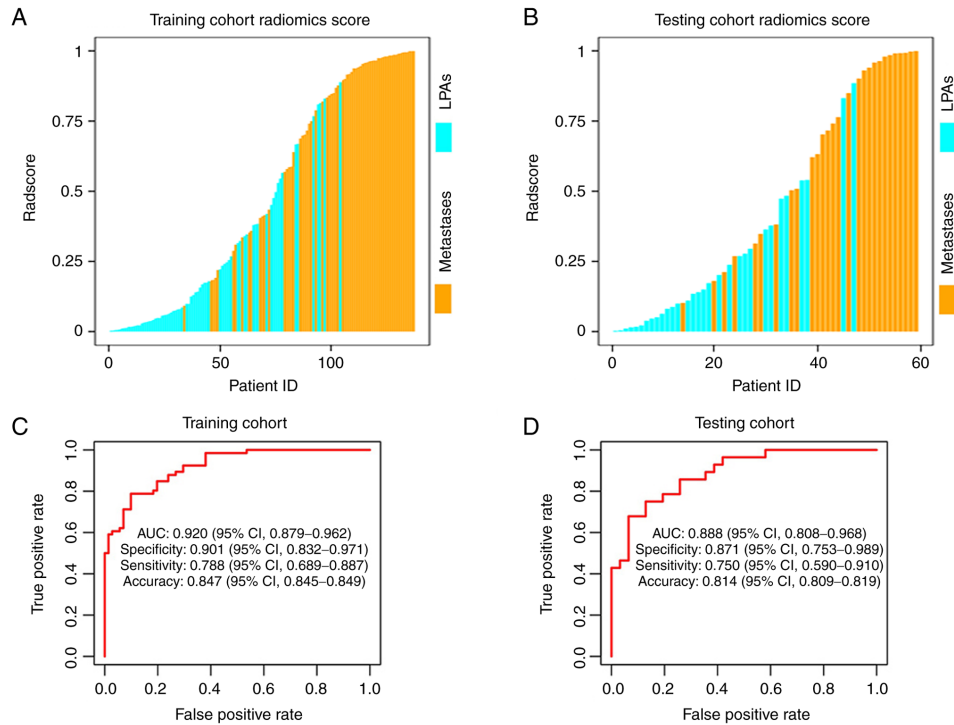 A
Training cohort radiomics score
1
0.75
0.5
0.25
0
Radscore
0
50
100
Patient ID
LPAs
Metastases
B
Testing cohort radiomics score
1
0.75
0.5
0.25
0
Radscore
0
20
40
60
Patient ID
LPAs
Metastases
C
Training cohort
1.0
0.8
0.6
0.4
0.2
0.0
True positive rate
AUC: 0.920 (95% CI, 0.879–0.962)
Specificity: 0.901 (95% CI, 0.832–0.971)
Sensitivity: 0.788 (95% CI, 0.689–0.887)
Accuracy: 0.847 (95% CI, 0.845–0.849)
0.0
0.2
0.4
0.6
0.8
1.0
False positive rate
D
Testing cohort
1.0
0.8
0.6
0.4
0.2
0.0
True positive rate
AUC: 0.888 (95% CI, 0.808–0.968)
Specificity: 0.871 (95% CI, 0.753–0.989)
Sensitivity: 0.750 (95% CI, 0.590–0.910)
Accuracy: 0.814 (95% CI, 0.809–0.819)
0.0
0.2
0.4
0.6
0.8
1.0
False positive rate